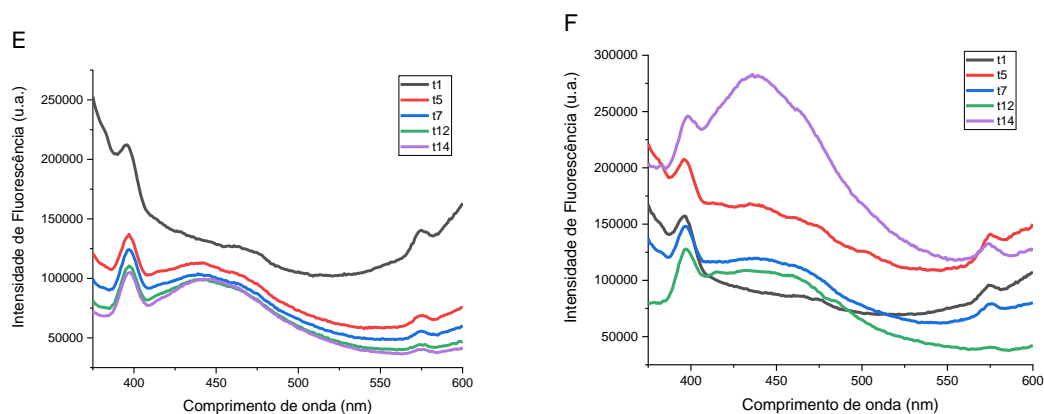 E
Intensidade de Fluorescência (u.a.)
250000
200000
150000
100000
50000
400
450
500
550
600
Comprimento de onda (nm)
t1
t5
t7
t12
t14
F
Intensidade de Fluorescência (u.a.)
300000
250000
200000
150000
100000
50000
400
450
500
550
600
Comprimento de onda (nm)
t1
t5
t7
t12
t14